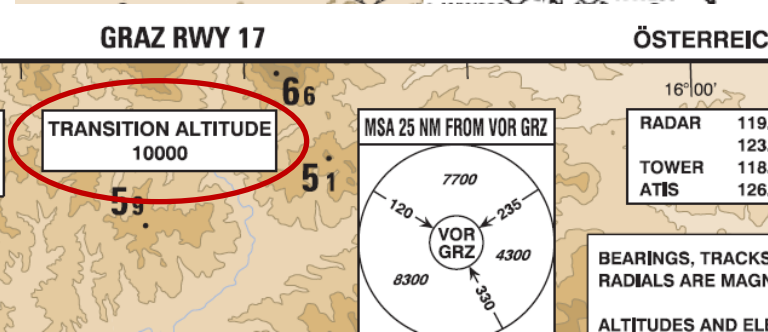 GRAZ RWY 17
ÖSTERREIC
66
16°00'
TRANSITION ALTITUDE
10000
MSA 25 NM FROM VOR GRZ
RADAR 119.
123.
TOWER 118.
ATIS 126.
51
59
7700
120
235
VOR
GRZ
4300
8300
330
BEARINGS, TRACKS
RADIALS ARE MAGN
ALTITUDES AND ELE